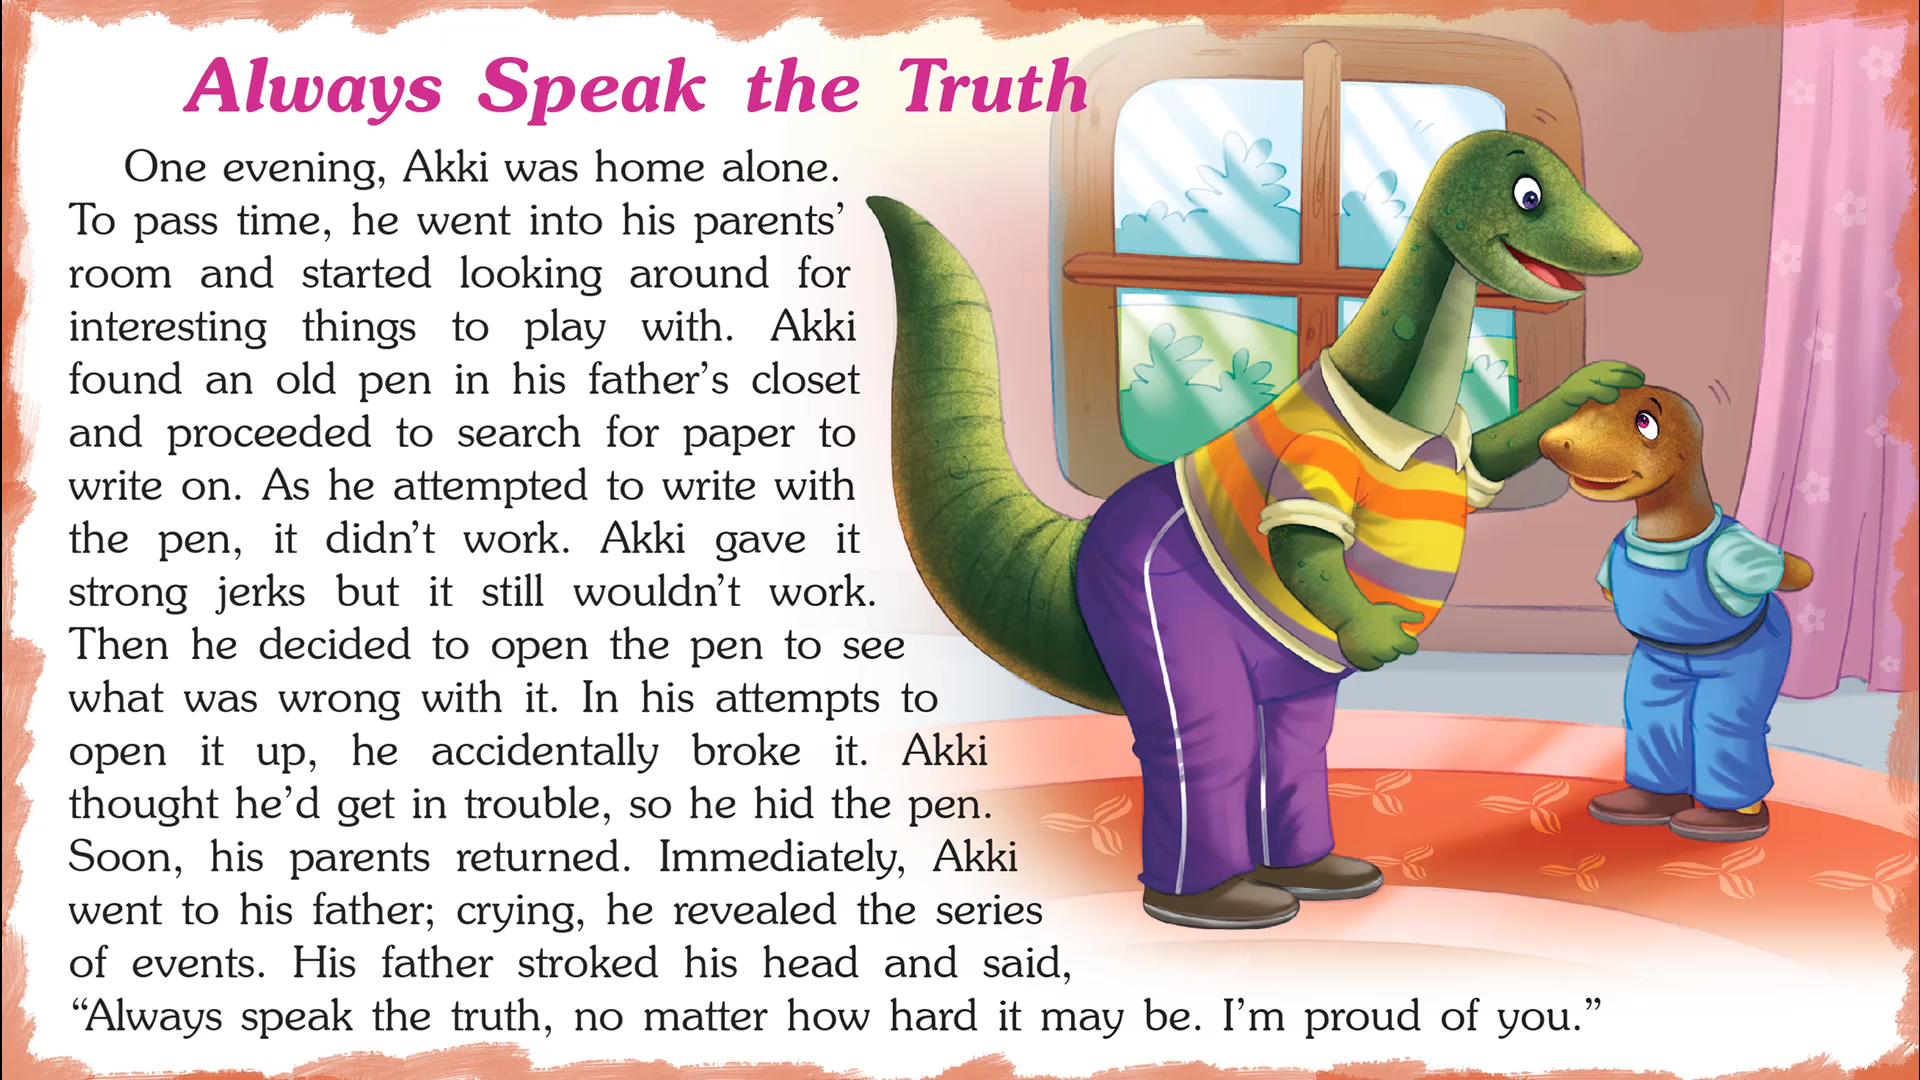 Always Speak the Truth
One evening, Akki was home alone.
To pass time, he went into his parents’
room and started looking around for
interesting things to play with. Akki
found an old pen in his father’s closet
and proceeded to search for paper to
write on. As he attempted to write with
the pen, it didn’t work. Akki gave it
strong jerks but it still wouldn’t work.
Then he decided to open the pen to see
what was wrong with it. In his attempts to
open it up, he accidentally broke it. Akki
thought he’d get in trouble, so he hid the pen.
Soon, his parents returned. Immediately, Akki
went to his father; crying, he revealed the series
of events. His father stroked his head and said,
“Always speak the truth, no matter how hard it may be. I’m proud of you.”